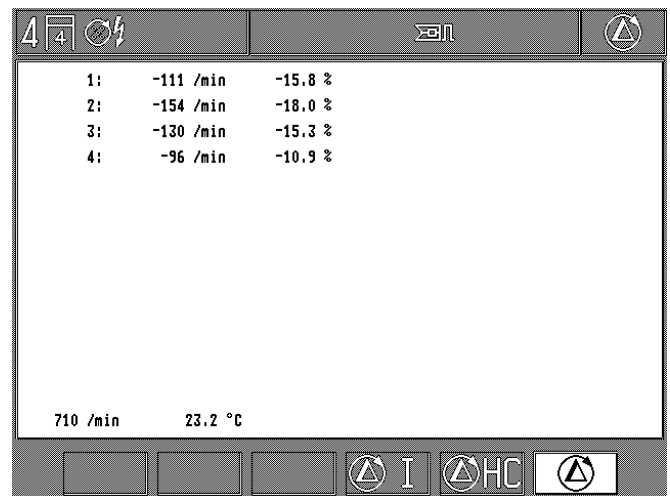 4 4
1: -111 /min -15.8 %
2: -154 /min -18.0 %
3: -130 /min -15.3 %
4: -96 /min -10.9 %
710 /min 23.2 °C
I HC